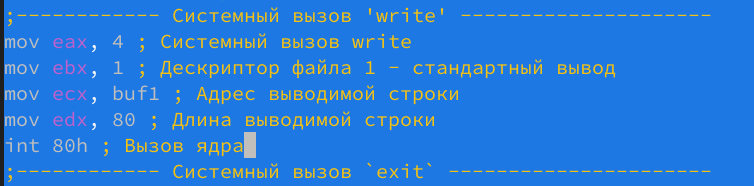 ;------------ Системный вызов 'write' ---------------------
mov eax, 4 ; Системный вызов write
mov ebx, 1 ; Дескриптор файла 1 - стандартный вывод
mov ecx, buf1 ; Адрес выводимой строки
mov edx, 80 ; Длина выводимой строки
int 80h ; Вызов ядра
;------------ Системный вызов `exit` ----------------------